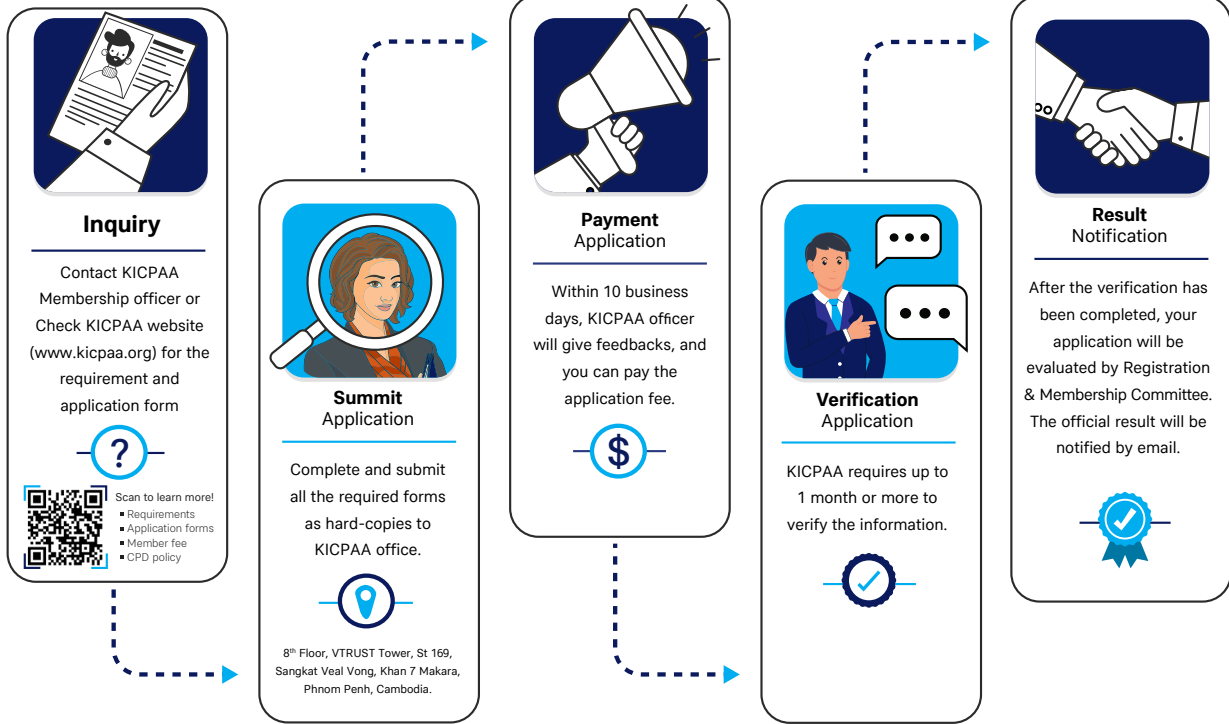 Inquiry
Contact KICPAA
Membership officer or
Check KICPAA website
(www.kicpaa.org) for the
requirement and
application form
?
Scan to learn more!
▪ Requirements
▪ Application forms
▪ Member fee
▪ CPD policy
Summit
Application
Complete and submit
all the required forms
as hard-copies to
KICPAA office.
8th Floor, VTRUST Tower, St 169,
Sangkat Veal Vong, Khan 7 Makara,
Phnom Penh, Cambodia.
Payment
Application
Within 10 business
days, KICPAA officer
will give feedbacks, and
you can pay the
application fee.
$
Verification
Application
KICPAA requires up to
1 month or more to
verify the information.
Result
Notification
After the verification has
been completed, your
application will be
evaluated by Registration
& Membership Committee.
The official result will be
notified by email.